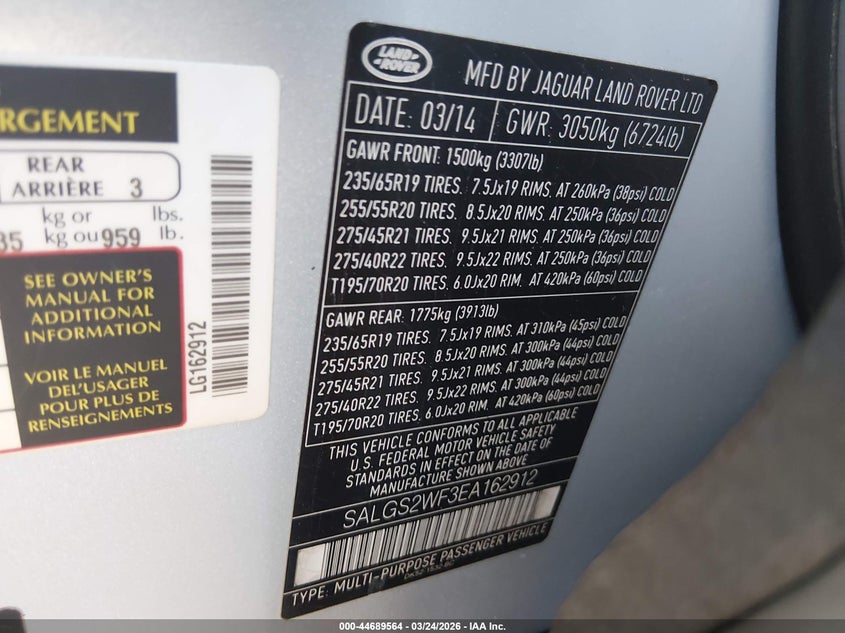 RGEMENT
REAR
ARRIÈRE 3
kg or lbs.
35 kg ou 959 lb.
SEE OWNER'S
MANUAL FOR
ADDITIONAL
INFORMATION
VOIR LE MANUEL
DEL'USAGER
POUR PLUS DE
RENSEIGNEMENTS
LG162912
LAND
ROVER
MFD BY JAGUAR LAND ROVER LTD
DATE: 03/14 GWR: 3050kg (6724lb)
GAWR FRONT: 1500kg (3307lb)
235/65R19 TIRES. 7.5Jx19 RIMS, AT 260kPa (38psi) COLD
255/55R20 TIRES. 8.5Jx20 RIMS, AT 250kPa (36psi) COLD
275/45R21 TIRES. 9.5Jx21 RIMS, AT 250kPa (36psi) COLD
275/40R22 TIRES. 9.5Jx22 RIMS, AT 250kPa (36psi) COLD
T195/70R20 TIRES. 6.0Jx20 RIM. AT 420kPa (60psi) COLD
GAWR REAR: 1775kg (3913lb)
235/65R19 TIRES. 7.5Jx19 RIMS, AT 310kPa (45psi) COLD
255/55R20 TIRES. 8.5Jx20 RIMS, AT 300kPa (44psi) COLD
275/45R21 TIRES. 9.5Jx21 RIMS, AT 300kPa (44psi) COLD
275/40R22 TIRES. 9.5Jx22 RIMS, AT 300kPa (44psi) COLD
T195/70R20 TIRES. 6.0Jx20 RIM. AT 420kPa (60psi) COLD
THIS VEHICLE CONFORMS TO ALL APPLICABLE
U.S. FEDERAL MOTOR VEHICLE SAFETY
STANDARDS IN EFFECT ON THE DATE OF
MANUFACTURE SHOWN ABOVE
SALGS2WF3EA162912
TYPE: MULTI-PURPOSE PASSENGER VEHICLE
000-44689564 - 03/24/2026 - IAA Inc.